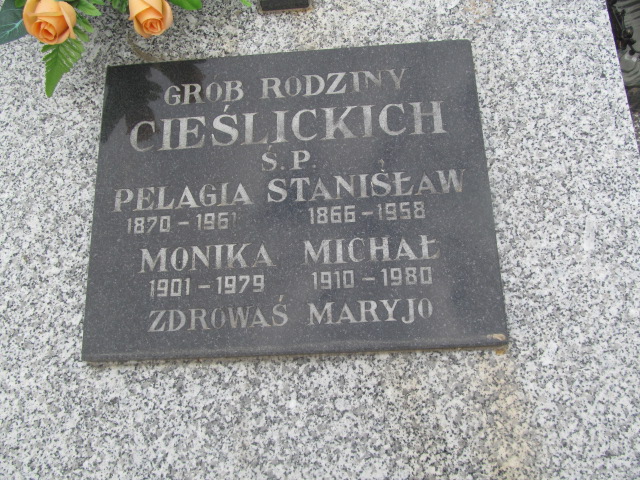 GROB RODZINY
CIEŚLICKICH
Ś.P.
PELAGIA STANISŁAW
1870-1961 1866-1958
MONIKA MICHAŁ
1901-1979 1910-1980
ZDROWAŚ MARYJO